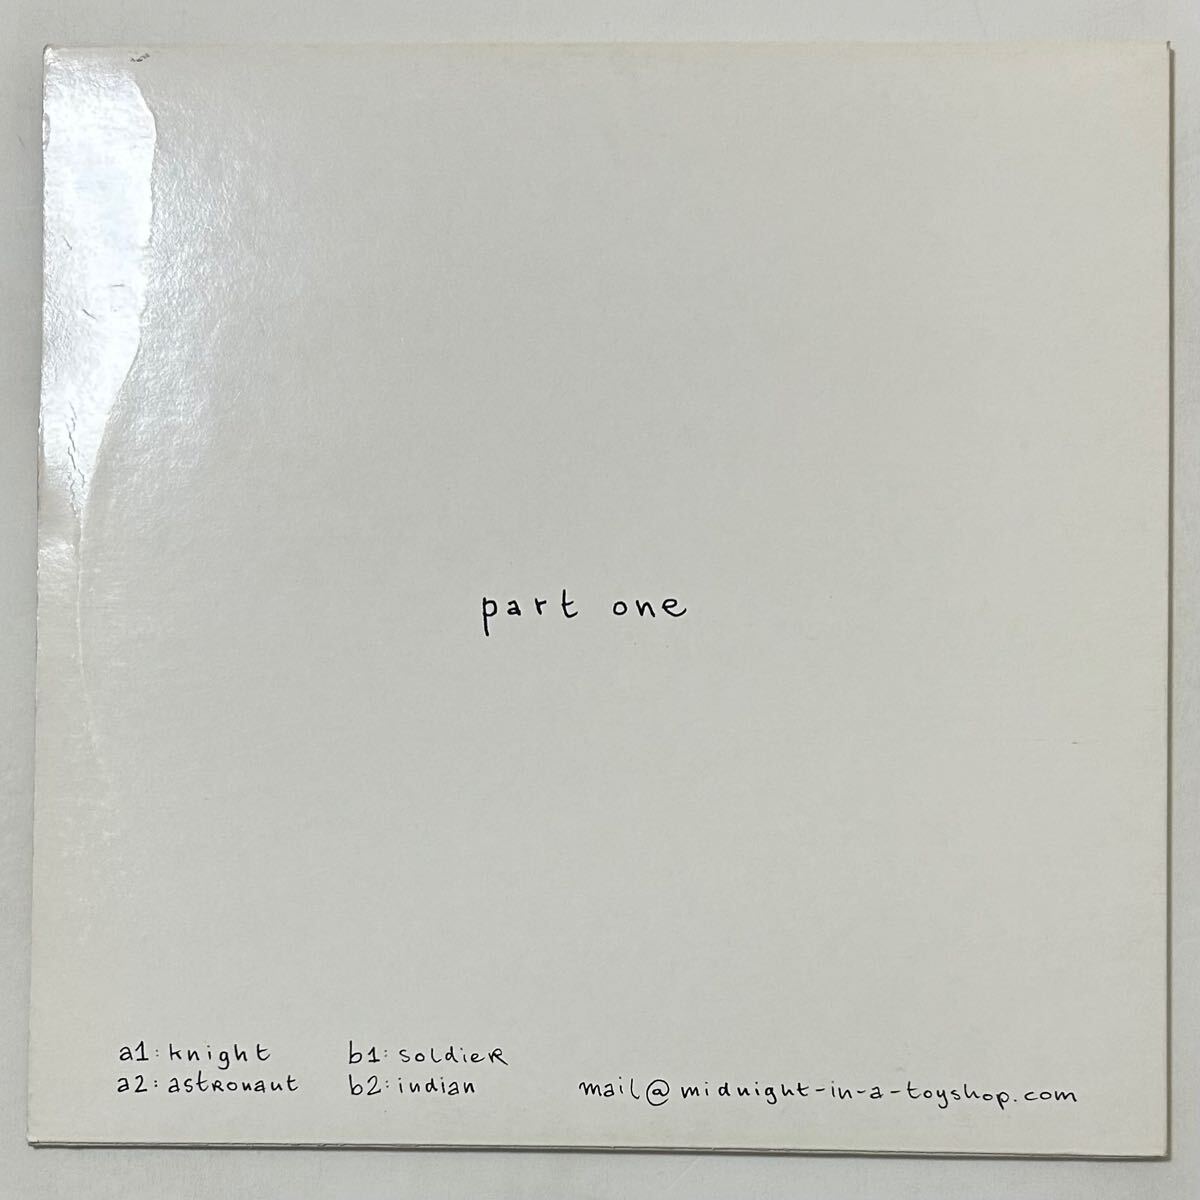 part one
a1: knight
a2: astRonaut
b1: soldieR
b2: indian
mail@midnight-in-a-toyshop.com